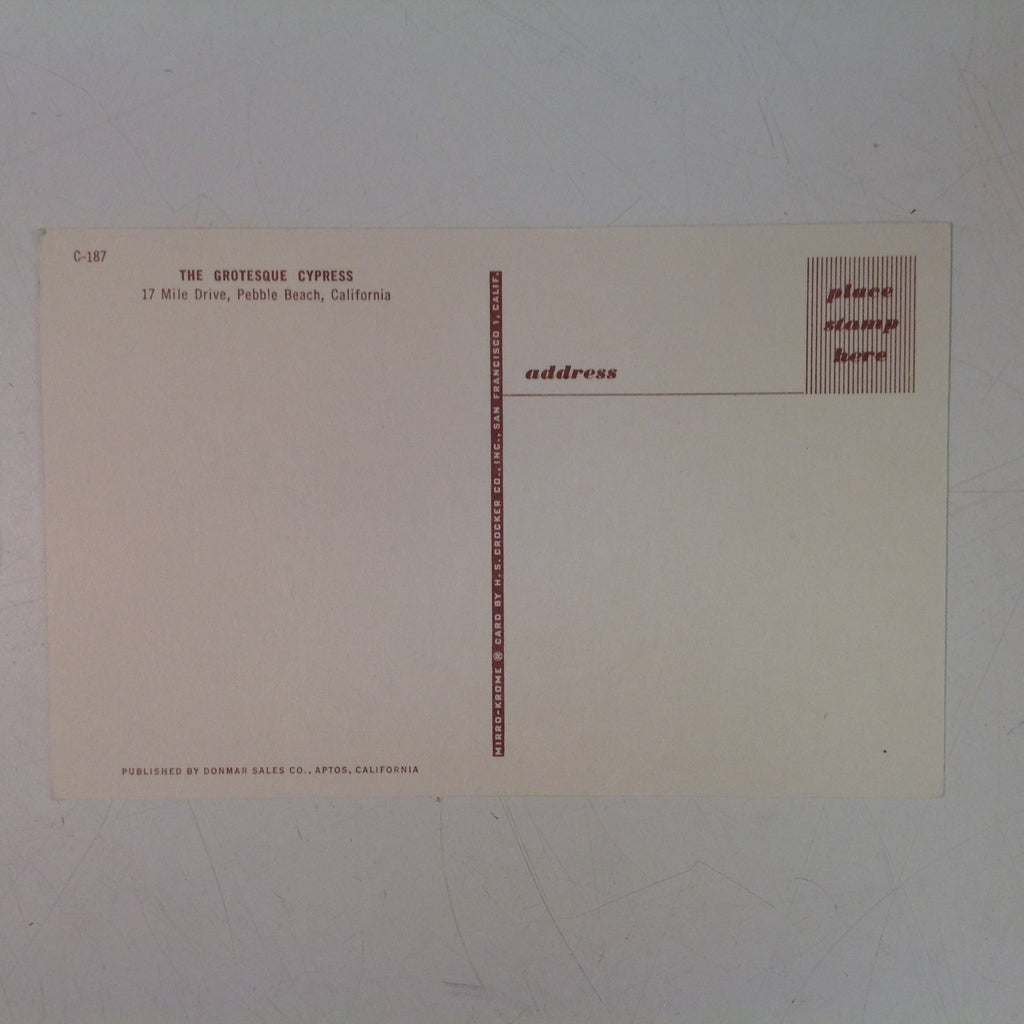 C-187
THE GROTESQUE CYPRESS
17 Mile Drive, Pebble Beach, California
PUBLISHED BY DONMAR SALES CO., APTOS, CALIFORNIA
MIRRO-KROME ® CARD BY H. S. CROCKER CO., INC., SAN FRANCISCO 1, CALIF.
place
stamp
here
address